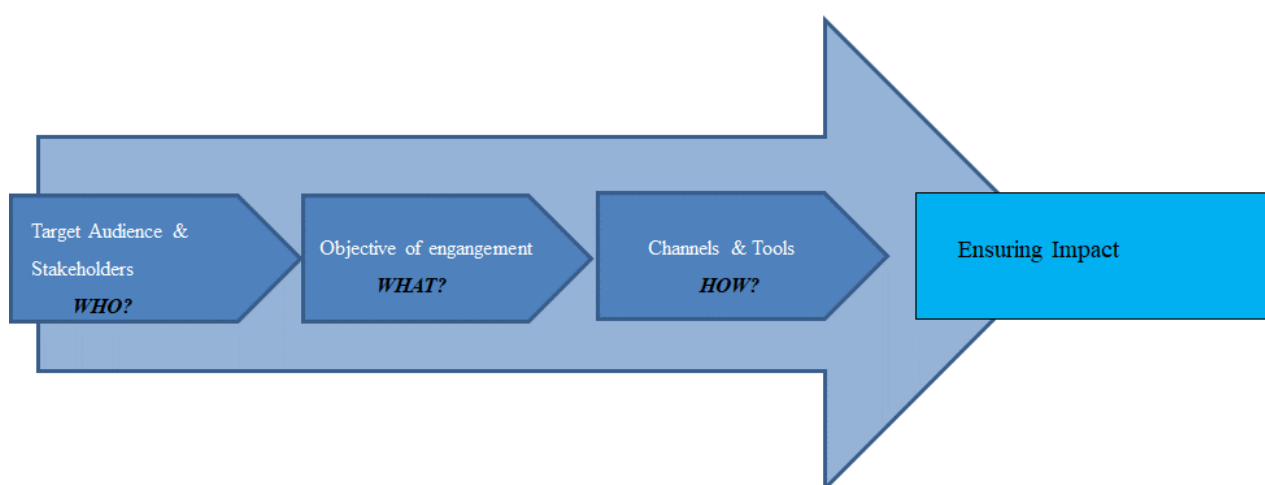 Target Audience &
Stakeholders
WHO?
Objective of engangement
WHAT?
Channels & Tools
HOW?
Ensuring Impact